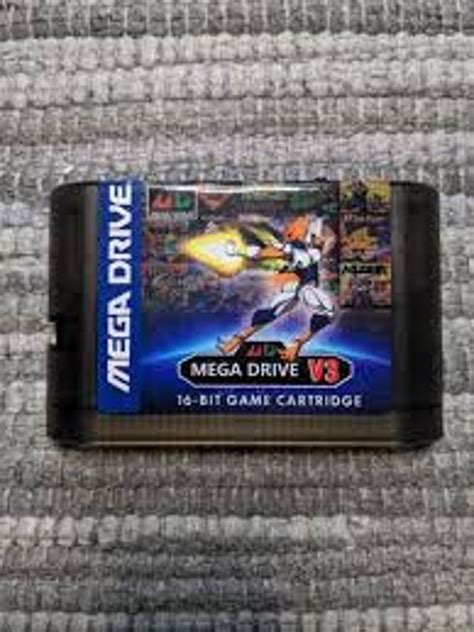 MEGA DRIVE
MEGA DRIVE V3
16-BIT GAME CARTRIDGE